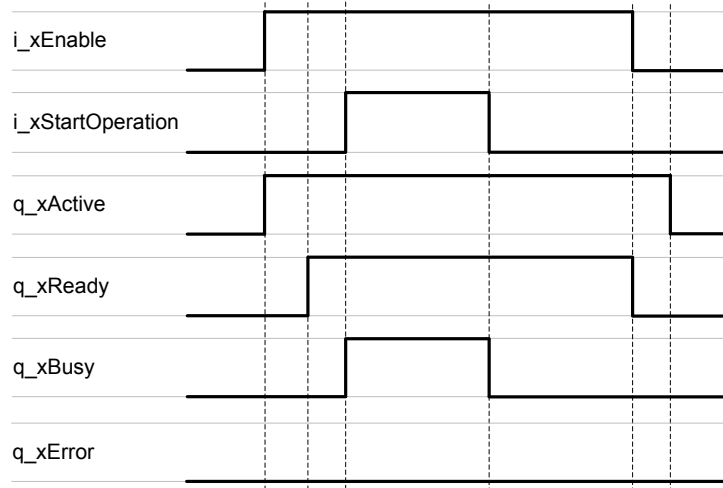 i_xEnable
i_xStartOperation
q_xActive
q_xReady
q_xBusy
q_xError